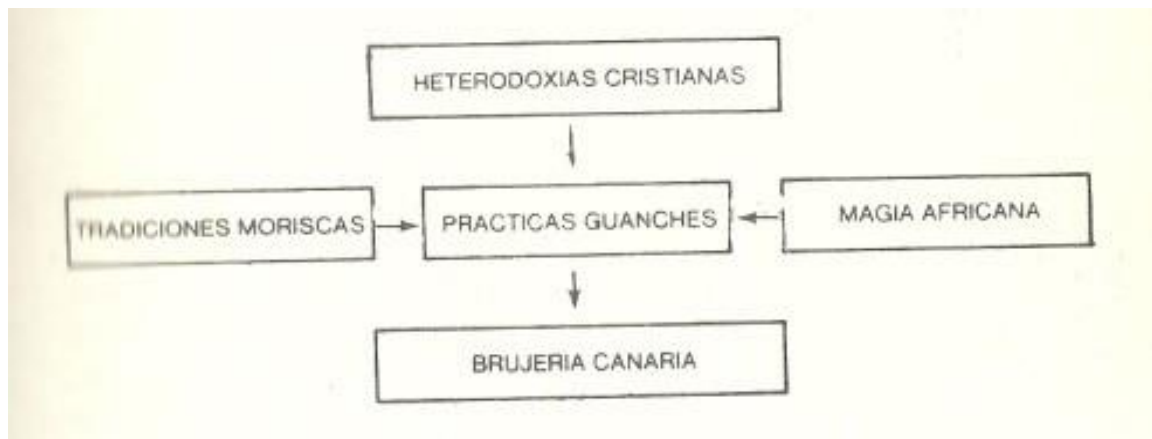 HETERODOXIAS CRISTIANAS
TRADICIONES MORISCAS
PRACTICAS GUANCHES
MAGIA AFRICANA
BRUJERIA CANARIA